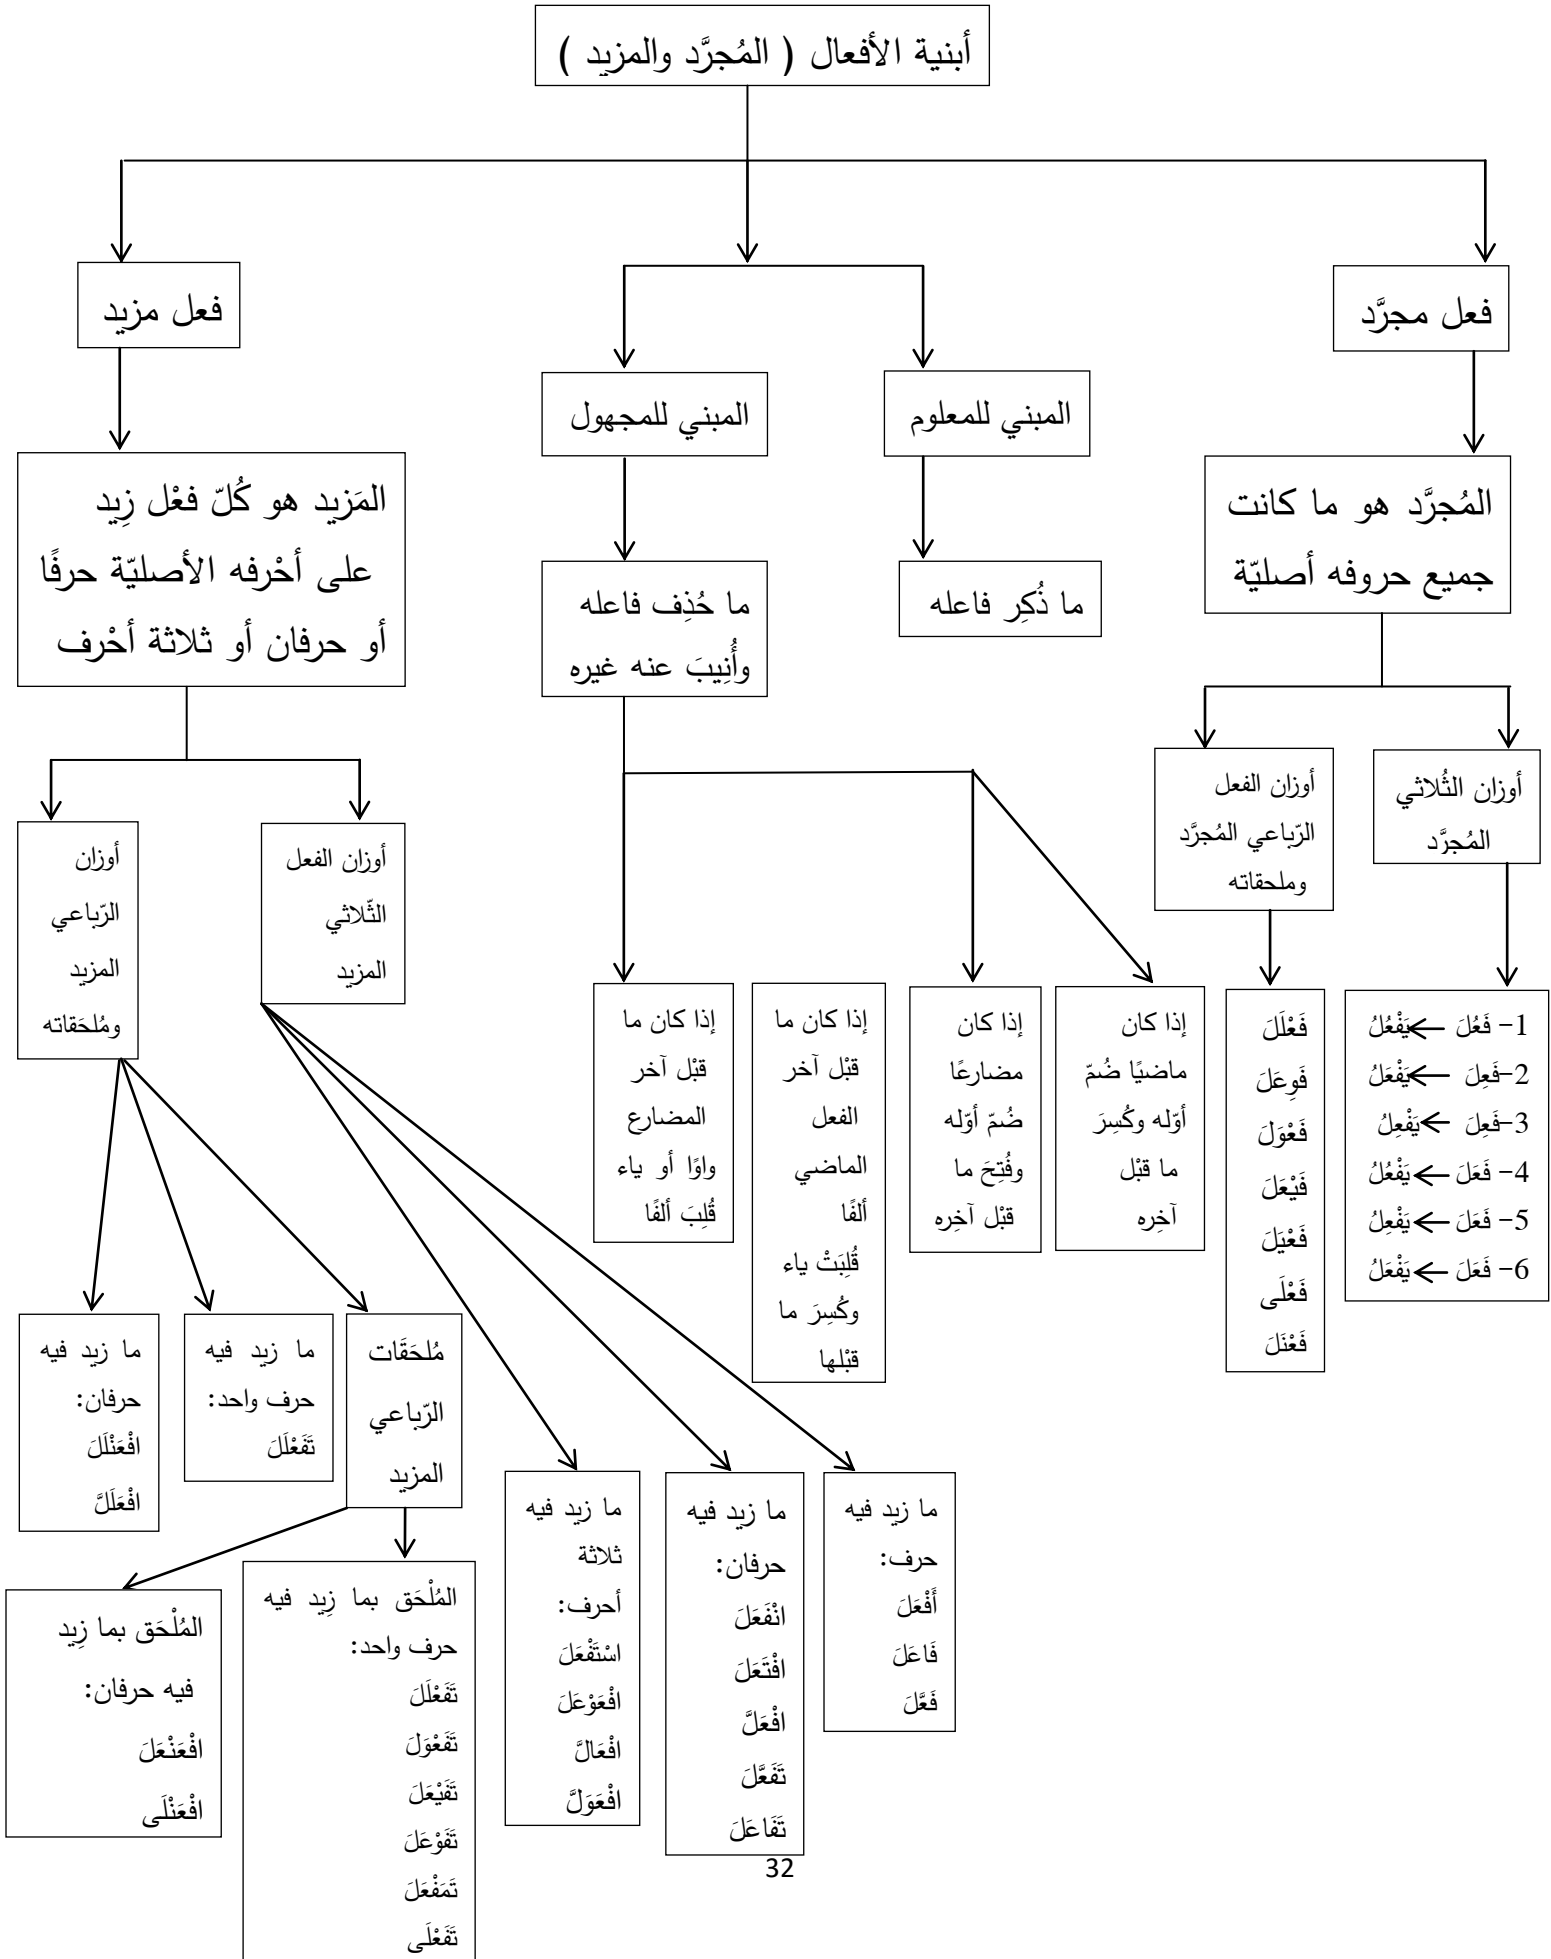 أبنية الأفعال ( المُجرَّد والمزيد )
فعل مجرَّد
المُجرَّد هو ما كانت
جميع حروفه أصليّة
أوزان الثُلاثي
المُجرَّد
1- فَعُلَ ← يَفْعُلُ
2- فَعِلَ ← يَفْعَلُ
3- فَعِلَ ← يَفْعِلُ
4- فَعَلَ ← يَفْعُلُ
5- فَعَلَ ← يَفْعِلُ
6- فَعَلَ ← يَفْعَلُ
أوزان الفعل
الرّباعي المُجرَّد
وملحقاته
فَعْلَلَ
فَوعَلَ
فَعْوَلَ
فَيْعَلَ
فَعْيَلَ
فَعْلَى
فَعْنَلَ
المبني للمعلوم
ما ذُكِر فاعله
المبني للمجهول
ما حُذِف فاعله
وأُنِيبَ عنه غيره
إذا كان
ماضيًا ضُمّ
أوّله وكُسِرَ
ما قبْل
آخِره
إذا كان
مضارعًا
ضُمّ أوّله
وفُتِحَ ما
قبْل آخِره
إذا كان ما
قبْل آخر
الفعل
الماضي
ألفًا
قُلِبَتْ ياء
وكُسِرَ ما
قبْلها
إذا كان ما
قبْل آخر
المضارع
واوًا أو ياء
قُلِبَ ألفًا
فعل مزيد
المَزيد هو كُلّ فعْل زِيد
على أحْرفه الأصليّة حرفًا
أو حرفان أو ثلاثة أحْرف
أوزان الفعل
الثّلاثي
المزيد
ما زيد فيه
حرف:
أَفْعَلَ
فَاعَلَ
فَعَّلَ
ما زيد فيه
حرفان:
انْفَعَلَ
افْتَعَلَ
افْعَلَّ
تَفَعَّلَ
تَفَاعَلَ
ما زيد فيه
ثلاثة
أحرف:
اسْتَفْعَلَ
افْعَوْعَلَ
افْعَالَّ
افْعَوَلَّ
أوزان
الرّباعي
المزيد
ومُلحَقاته
مُلحَقَات
الرّباعي
المزيد
ما زيد فيه
حرف واحد:
تَفَعْلَلَ
ما زيد فيه
حرفان:
افْعَنْلَلَ
افْعَلَلَّ
المُلْحَق بما زِيد فيه
حرف واحد:
تَفَعْلَلَ
تَفَعْوَلَ
تَفَيْعَلَ
تَفَوْعَلَ
تَمَفْعَلَ
تَفَعْلَى
المُلْحَق بما زِيد
فيه حرفان:
افْعَنْعَلَ
افْعَنْلَى
32